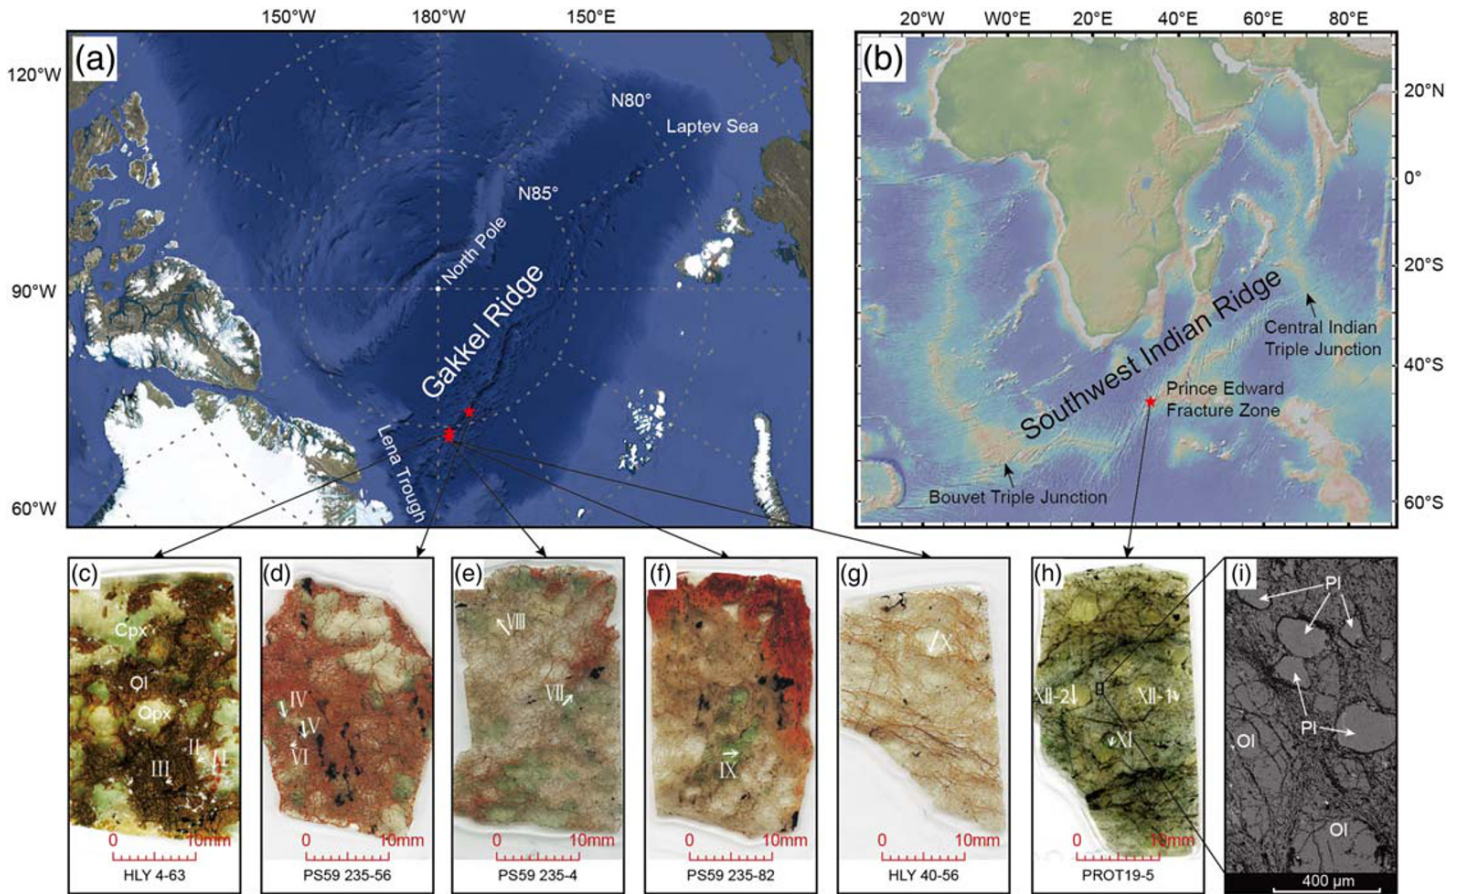 150°W 180°W 150°E
120°W
90°W
60°W
(a)
N80°
Laptev Sea
N85°
North Pole
Gakkel Ridge
Lena Trough
20°W W00°E 20°E 40°E 60°E 80°E
20°N
0°
20°S
40°S
60°S
(b)
Southwest Indian Ridge
Central Indian
Triple Junction
Prince Edward
Fracture Zone
Bouvet Triple Junction
(c)
Cpx
Ol
Opx
II
I
III
0 10mm
HLY 4-63
(d)
IV
V
VI
0 10mm
PS59 235-56
(e)
VIII
VII
0 10mm
PS59 235-4
(f)
IX
0 10mm
PS59 235-82
(g)
X
0 10mm
HLY 40-56
(h)
XII-2
XII-1
XI
0 10mm
PROT19-5
(i)
Pl
Pl
Pl
Ol
Ol
400 µm